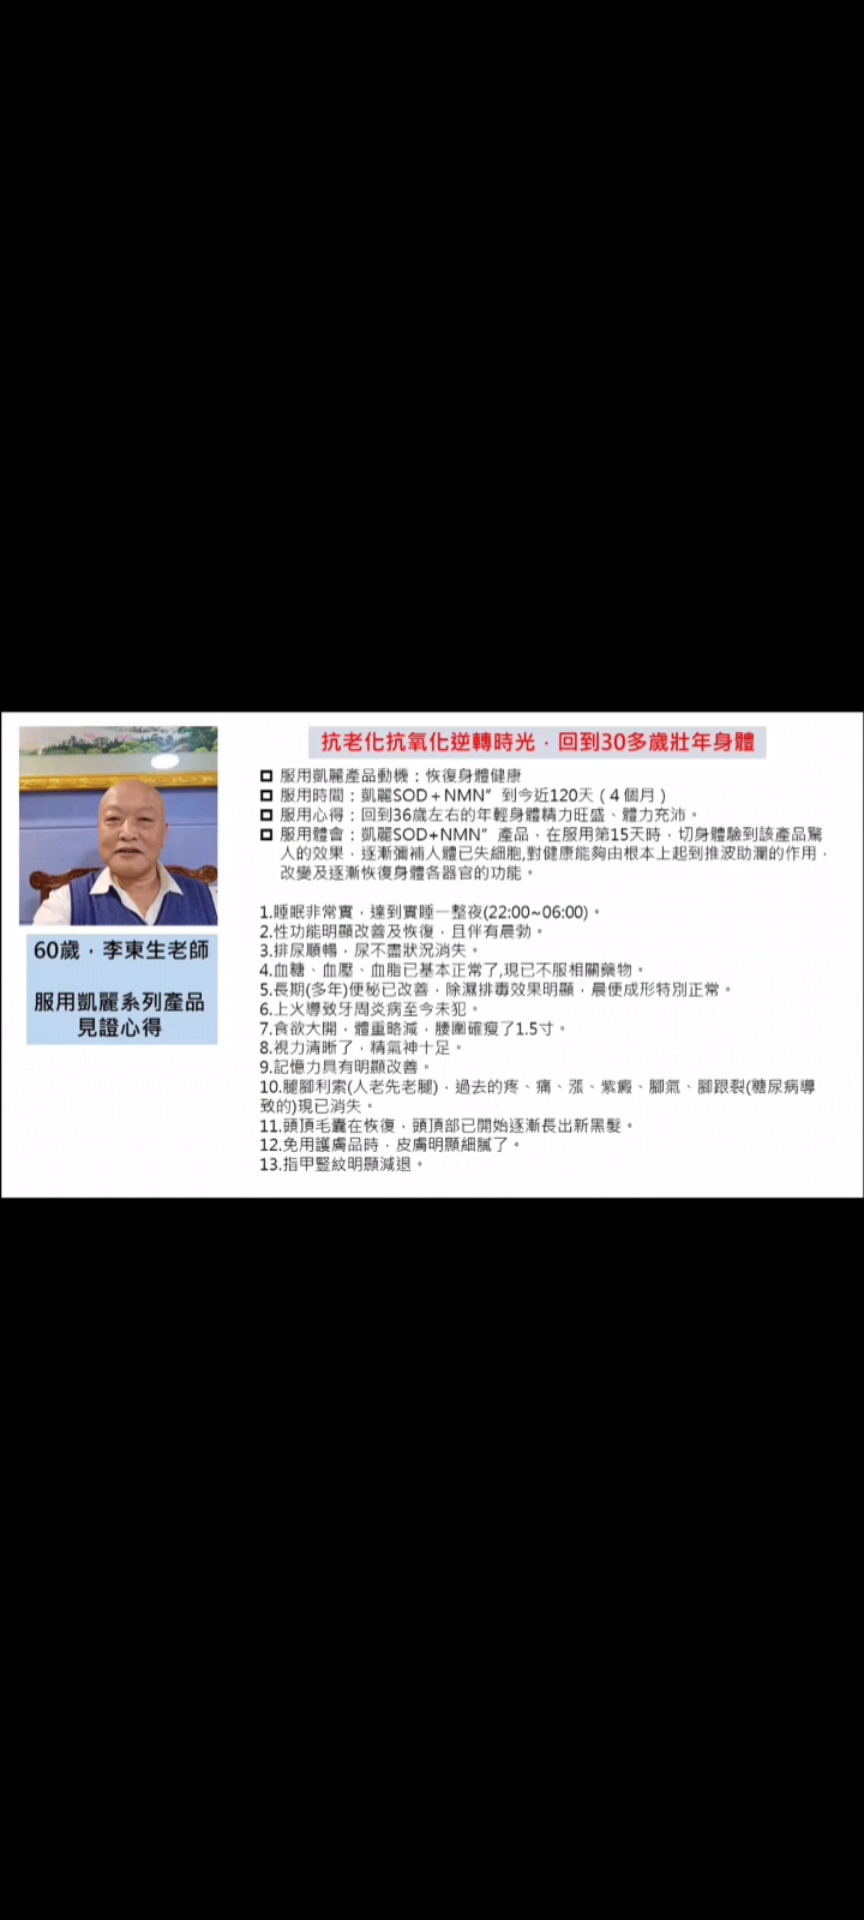 抗老化抗氧化逆轉時光，回到30多歲壯年身體
服用凱麗產品動機：恢復身體健康
服用時間：凱麗SOD＋NMN”到今近120天（４個月）
服用心得：回到36歲左右的年輕身體精力旺盛、體力充沛。
服用體會：凱麗SOD+NMN”產品，在服用第15天時，切身體驗到該產品驚
人的效果，逐漸彌補人體已失細胞,對健康能夠由根本上起到推波助瀾的作用，
改變及逐漸恢復身體各器官的功能。
60歲，李東生老師
服用凱麗系列產品
見證心得
1.睡眠非常實，達到實睡一整夜(22:00~06:00)。
2.性功能明顯改善及恢復，且伴有晨勃。
3.排尿順暢，尿不盡狀況消失。
4.血糖、血壓、血脂已基本正常了,現已不服相關藥物。
5.長期(多年)便秘已改善，除濕排毒效果明顯，晨便成形特別正常。
6.上火導致牙周炎病至今未犯。
7.食欲大開，體重略減，腰圍確瘦了1.5寸。
8.視力清晰了，精氣神十足。
9.記憶力具有明顯改善。
10.腿腳利索(人老先老腿)，過去的疼、痛、漲、紫癜、腳氣、腳跟裂(糖尿病導
致的)現已消失。
11.頭頂毛囊在恢復，頭頂部已開始逐漸長出新黑髮。
12.免用護膚品時，皮膚明顯細膩了。
13.指甲豎紋明顯減退。